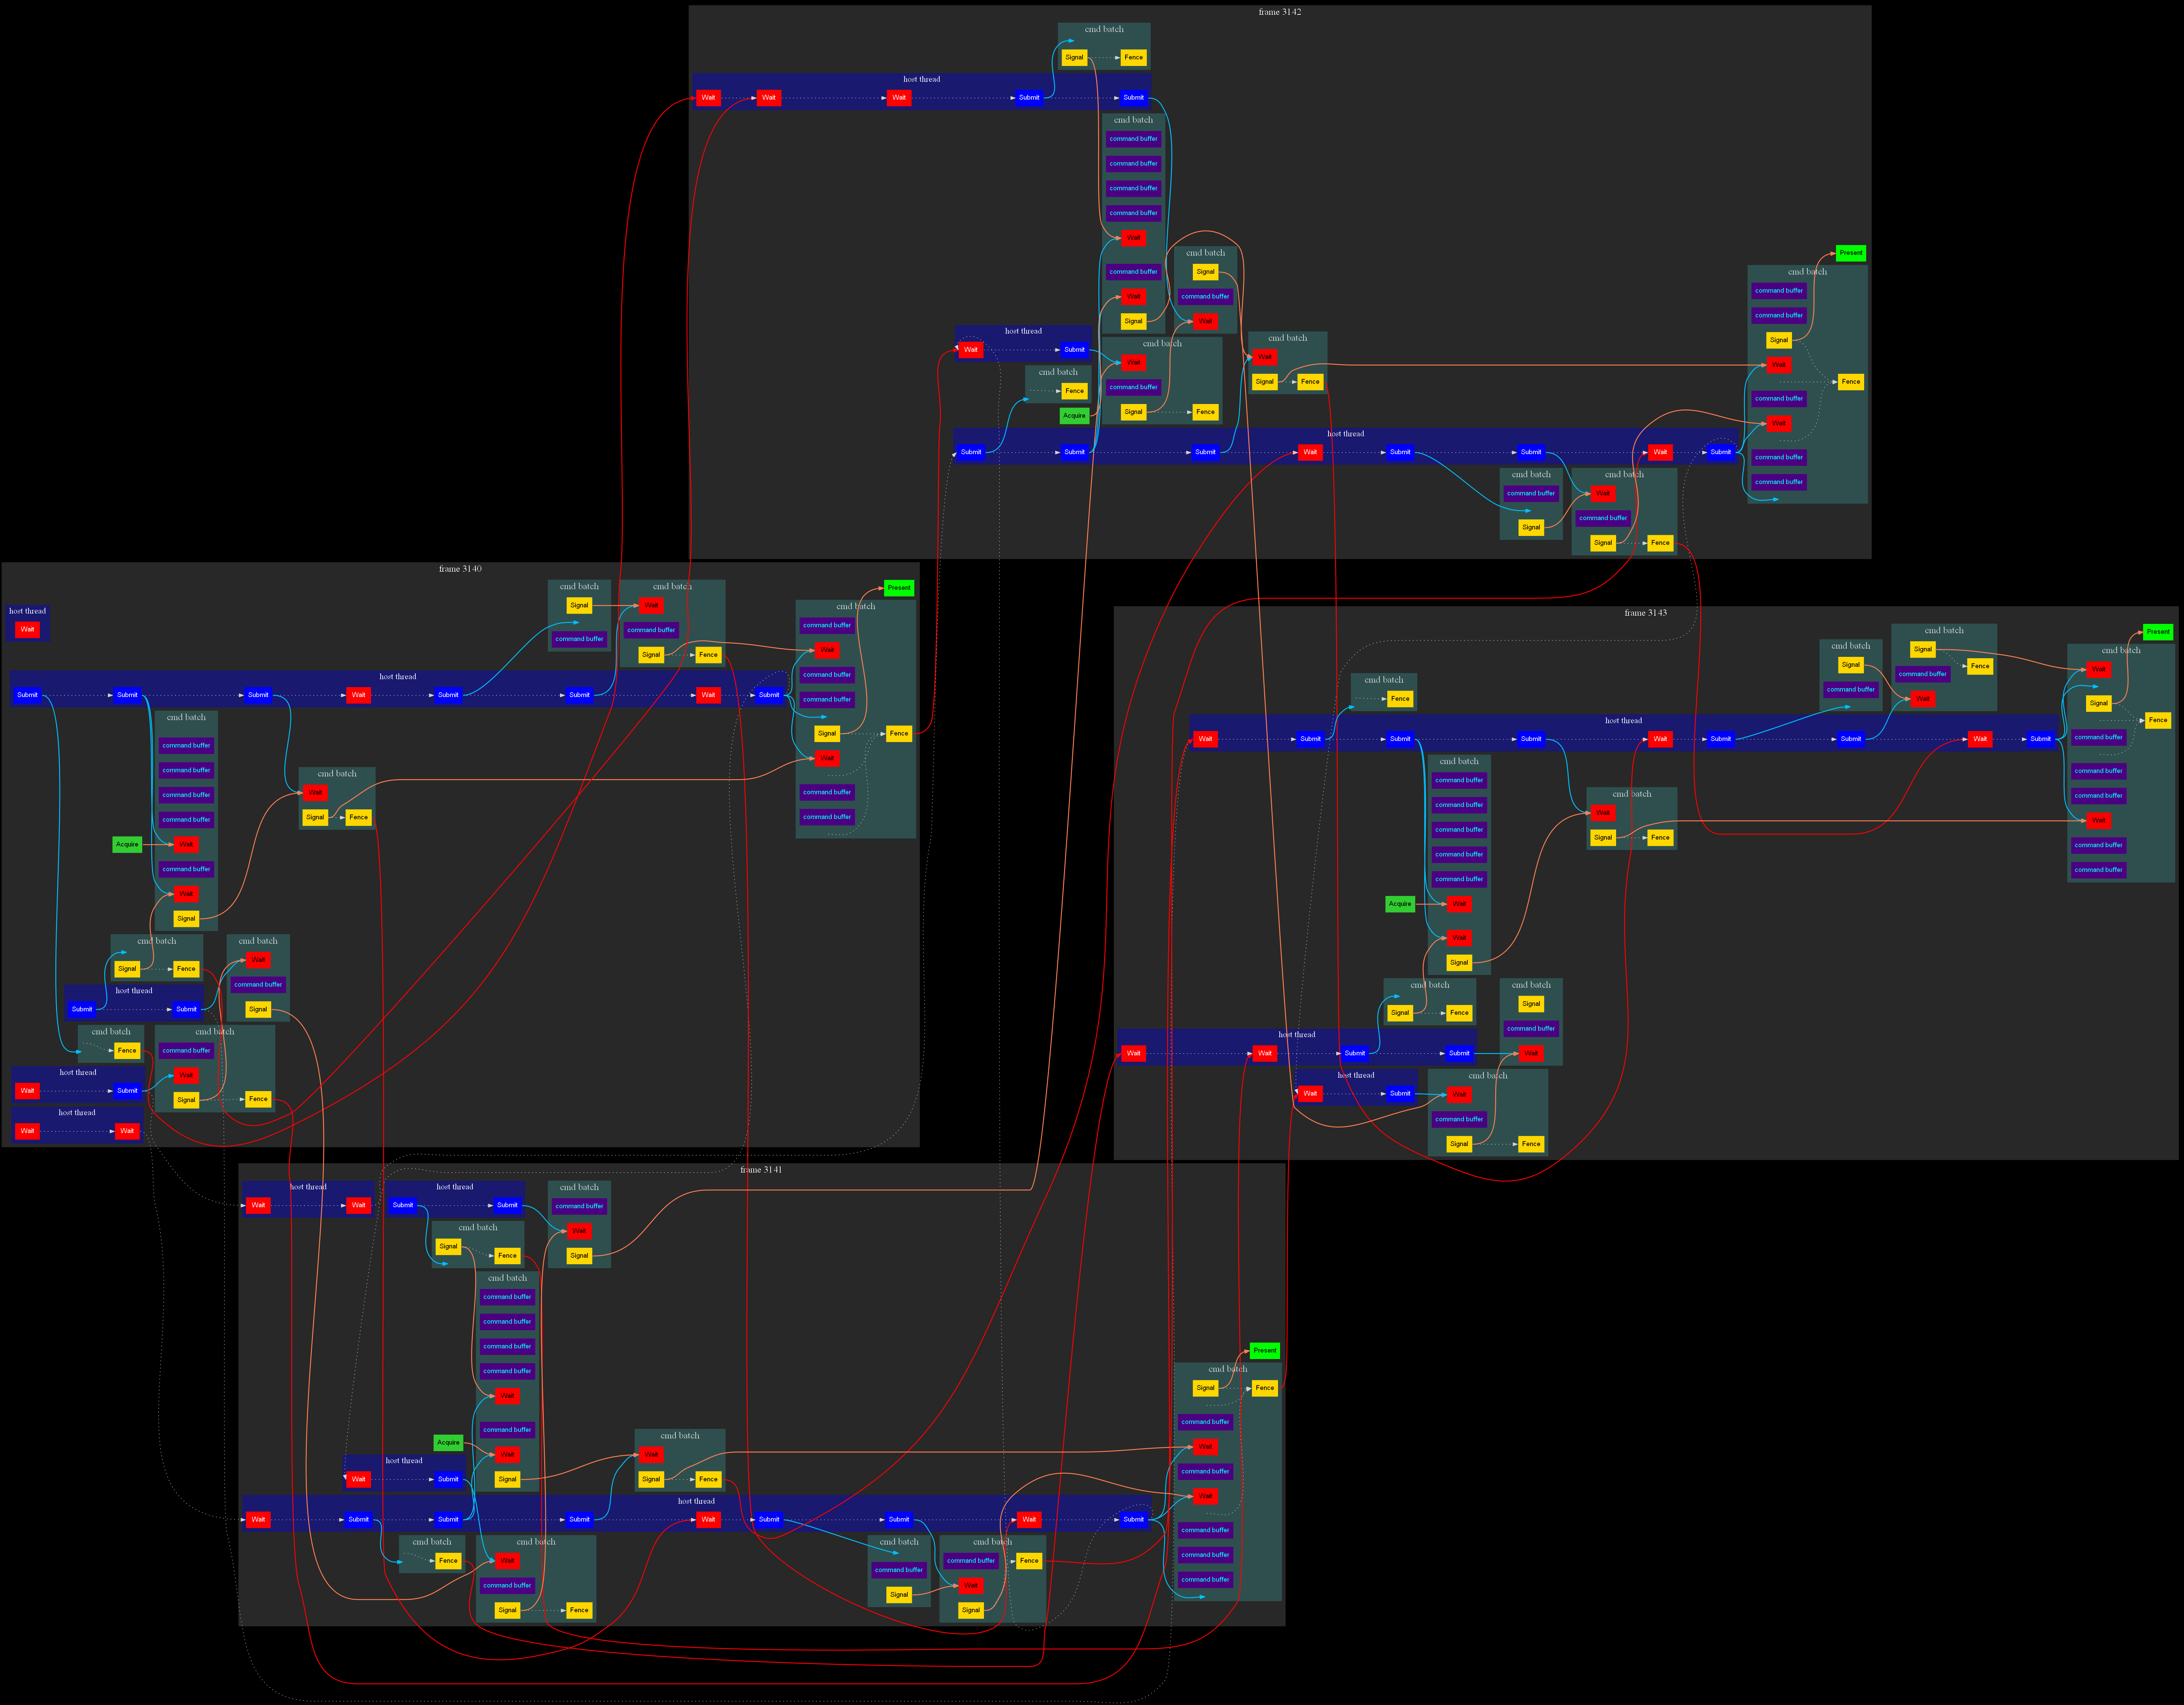 frame 3142
cmd batch
Signal Fence
host thread
Wait Wait Wait Submit Submit
cmd batch
command buffer
command buffer
command buffer
command buffer
Wait
command buffer
Wait
Signal
cmd batch
Signal
command buffer
Wait
host thread
Wait Submit
cmd batch
Wait
command buffer
Signal Fence
cmd batch
Fence
Acquire
cmd batch
Wait
Signal Fence
host thread
Submit Submit Submit Wait Submit Submit Wait Submit
cmd batch
command buffer
Signal
cmd batch
Wait
command buffer
Signal Fence
Present
cmd batch
command buffer
command buffer
Signal
Wait
Fence
command buffer
Wait
command buffer
command buffer
frame 3140
host thread
Wait
cmd batch
Signal
command buffer
cmd batch
Wait
command buffer
Signal Fence
Present
cmd batch
command buffer
Wait
command buffer
command buffer
Signal Fence
Wait
command buffer
command buffer
host thread
Submit Submit Submit Wait Submit Submit Wait Submit
cmd batch
command buffer
command buffer
command buffer
command buffer
Acquire
Wait
command buffer
Wait
Signal
cmd batch
Wait
Signal Fence
cmd batch
Signal Fence
cmd batch
Wait
command buffer
Signal
host thread
Submit Submit
cmd batch
Fence
cmd batch
command buffer
Wait
Signal Fence
host thread
Wait Submit
host thread
Wait Wait
frame 3143
cmd batch
Fence
cmd batch
Signal
command buffer
cmd batch
Signal
Fence
command buffer
Wait
Present
cmd batch
Wait
Signal
Fence
command buffer
command buffer
command buffer
Wait
command buffer
command buffer
host thread
Wait Submit Submit Submit Wait Submit Submit Wait Submit
cmd batch
command buffer
command buffer
command buffer
command buffer
command buffer
Acquire
Wait
Wait
Signal
cmd batch
Wait
Signal Fence
cmd batch
Signal Fence
cmd batch
Signal
command buffer
Wait
host thread
Wait Wait Submit Submit
host thread
Wait Submit
cmd batch
Wait
command buffer
Signal Fence
frame 3141
host thread
Wait Wait
host thread
Submit Submit
cmd batch
command buffer
Wait
Signal
cmd batch
Signal
Fence
cmd batch
command buffer
command buffer
command buffer
command buffer
Wait
command buffer
Acquire
Wait
Signal
cmd batch
Wait
Signal Fence
host thread
Wait Submit
host thread
Wait Submit Submit Submit Wait Submit Submit Wait Submit
cmd batch
Fence
cmd batch
Wait
command buffer
Signal Fence
cmd batch
command buffer
Signal
cmd batch
command buffer Fence
Wait
Signal
Present
cmd batch
Signal Fence
command buffer
Wait
command buffer
Wait
command buffer
command buffer
command buffer